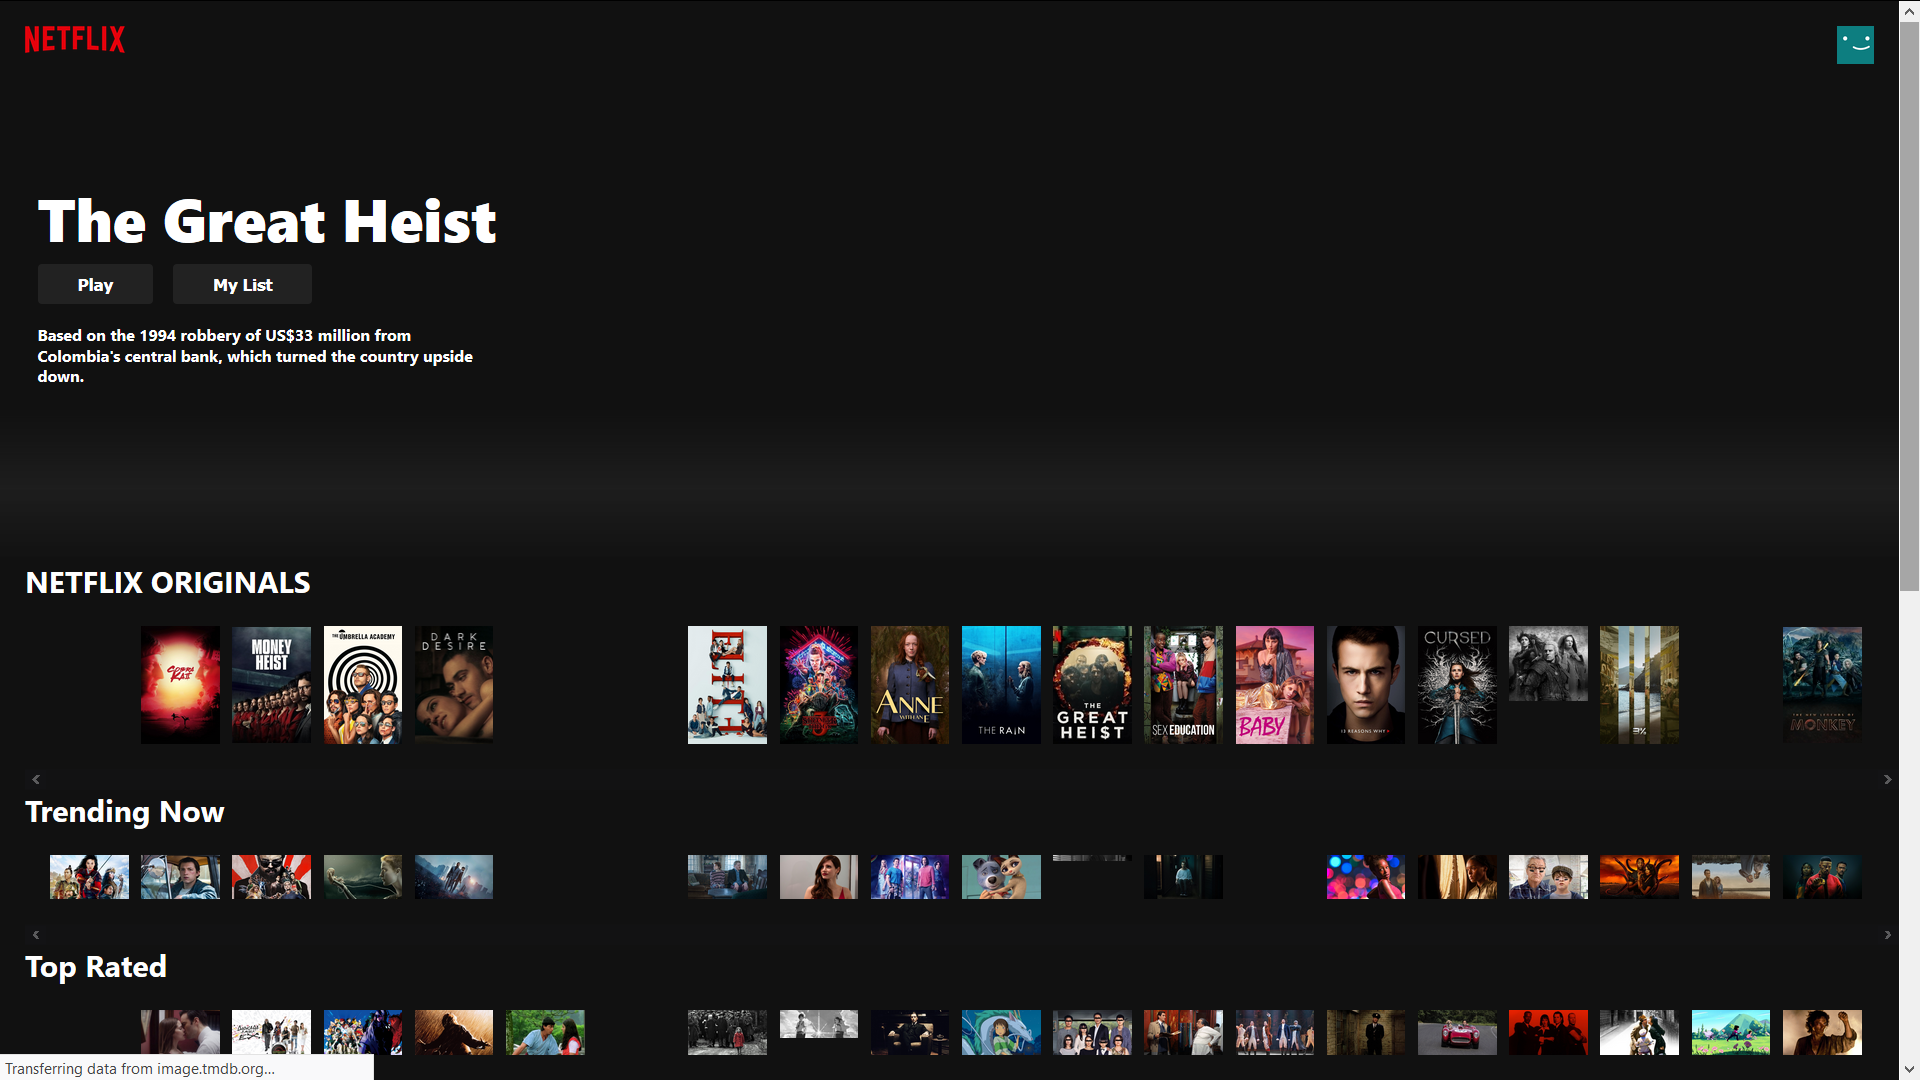 NETFLIX
The Great Heist
Play
My List
Based on the 1994 robbery of US$33 million from
Colombia's central bank, which turned the country upside
down.
NETFLIX ORIGINALS
COBRA KAI
MONEY HEIST
THE UMBRELLA ACADEMY
DARK DESIRE
ANNE WITH AN E
THE RAIN
THE GREAT HEI$T
SEX EDUCATION
BABY
13 REASONS WHY
CURSED
3%
MONKEY
Trending Now
Top Rated
Transferring data from image.tmdb.org...